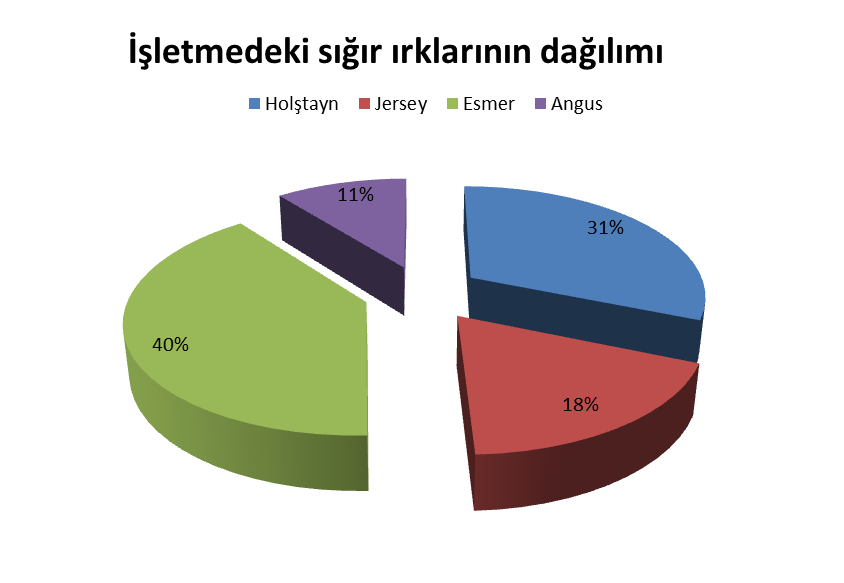 İşletmedeki sığır ırklarının dağılımı
Holştayn Jersey Esmer Angus
11%
31%
40%
18%